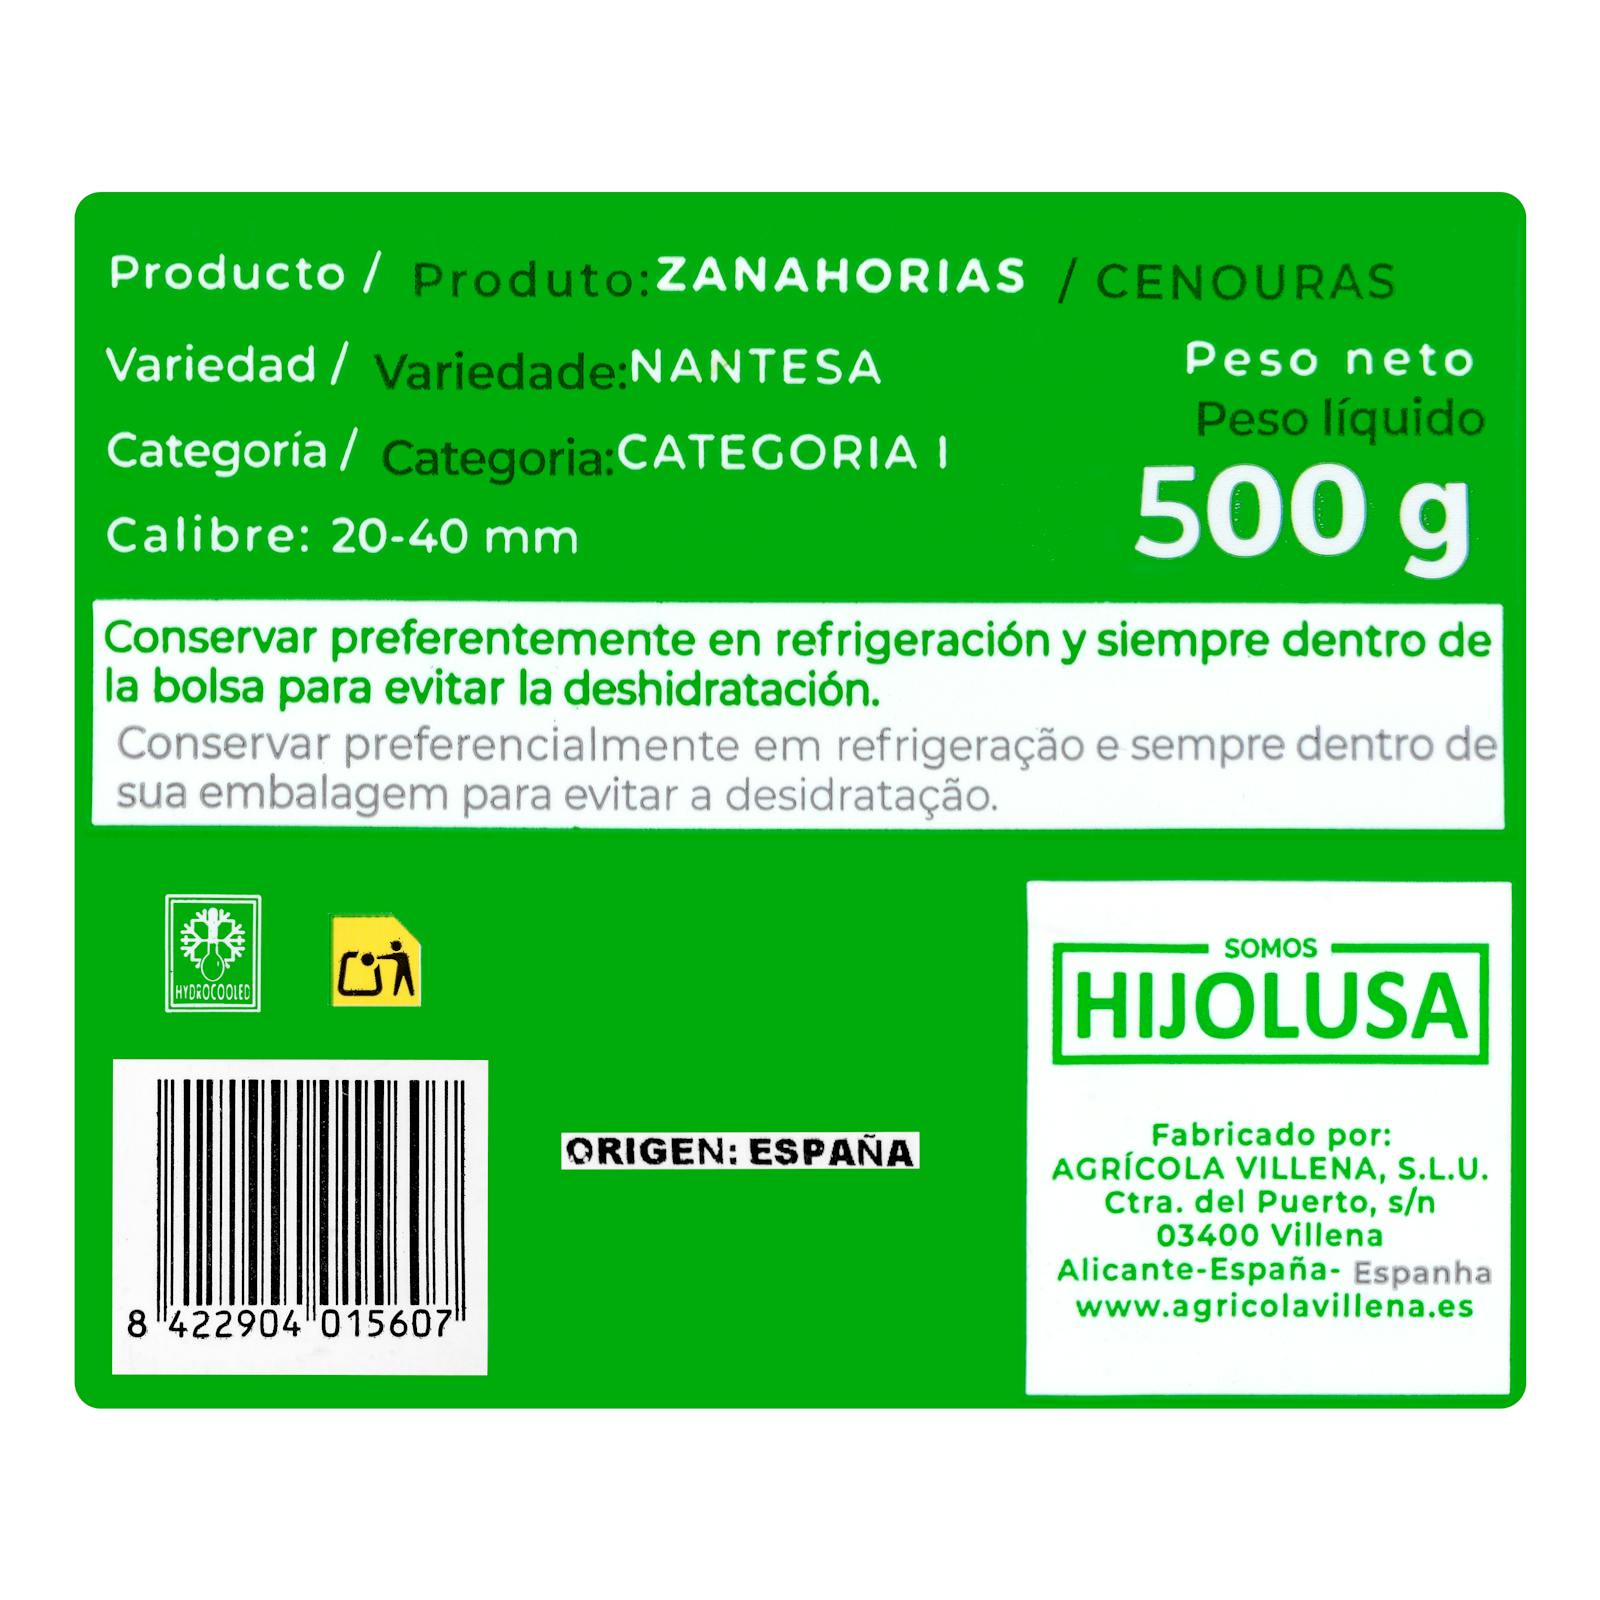 Producto / Produto: ZANAHORIAS / CENOURAS
Variedad / Variedade: NANTESA
Categoría / Categoria: CATEGORIA I
Calibre: 20-40 mm
Peso neto
Peso líquido
500 g
Conservar preferentemente en refrigeración y siempre dentro de
la bolsa para evitar la deshidratación.
Conservar preferencialmente em refrigeração e sempre dentro de
sua embalagem para evitar a desidratação.
HYDROCOOLED
8 422904 015607
ORIGEN: ESPAÑA
SOMOS
HIJOLUSA
Fabricado por:
AGRÍCOLA VILLENA, S.L.U.
Ctra. del Puerto, s/n
03400 Villena
Alicante-España- Espanha
www.agricolavillena.es